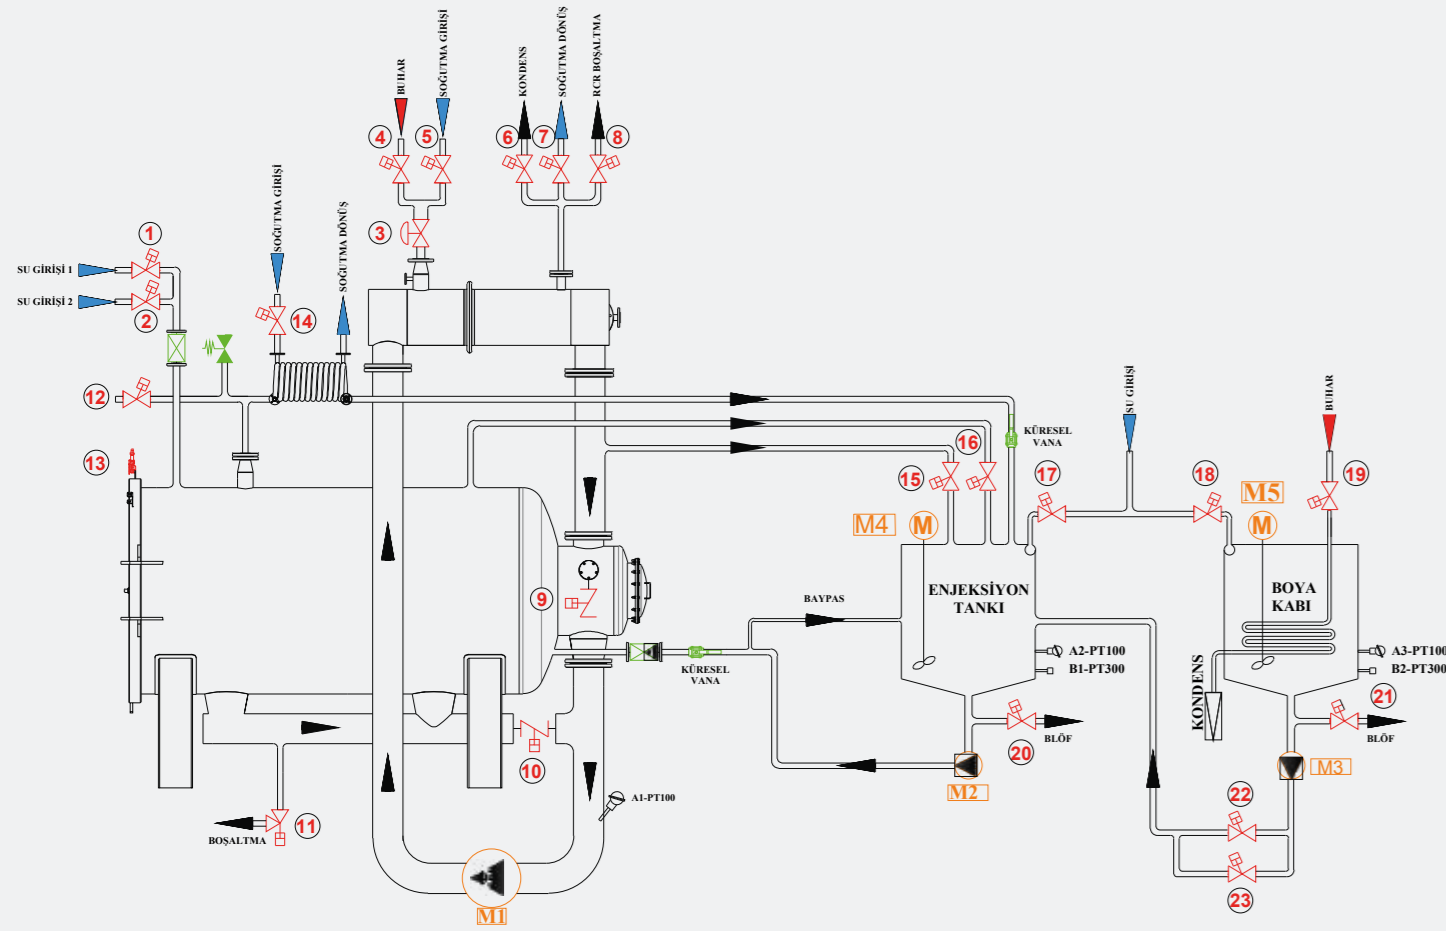 BUHAR
SOĞUTMA GİRİŞİ
KONDENS
SOĞUTMA DÖNÜŞ
RCR BOŞALTMA
4
5
6
7
8
SOĞUTMA GİRİŞİ
SOĞUTMA DÖNÜŞ
1
3
SU GİRİŞİ 1
SU GİRİŞİ 2
2
14
12
13
SU GİRİŞİ
BUHAR
KÜRESEL
VANA
16
15
17
18
19
M4
M
M5
M
9
BAYPAS
ENJEKSİYON
TANKI
BOYA
KABI
KÜRESEL
VANA
A2-PT100
B1-PT300
A3-PT100
B2-PT300
KONDENS
20
BLÖF
21
BLÖF
10
M2
M3
A1-PT100
11
BOŞALTMA
22
23
M1